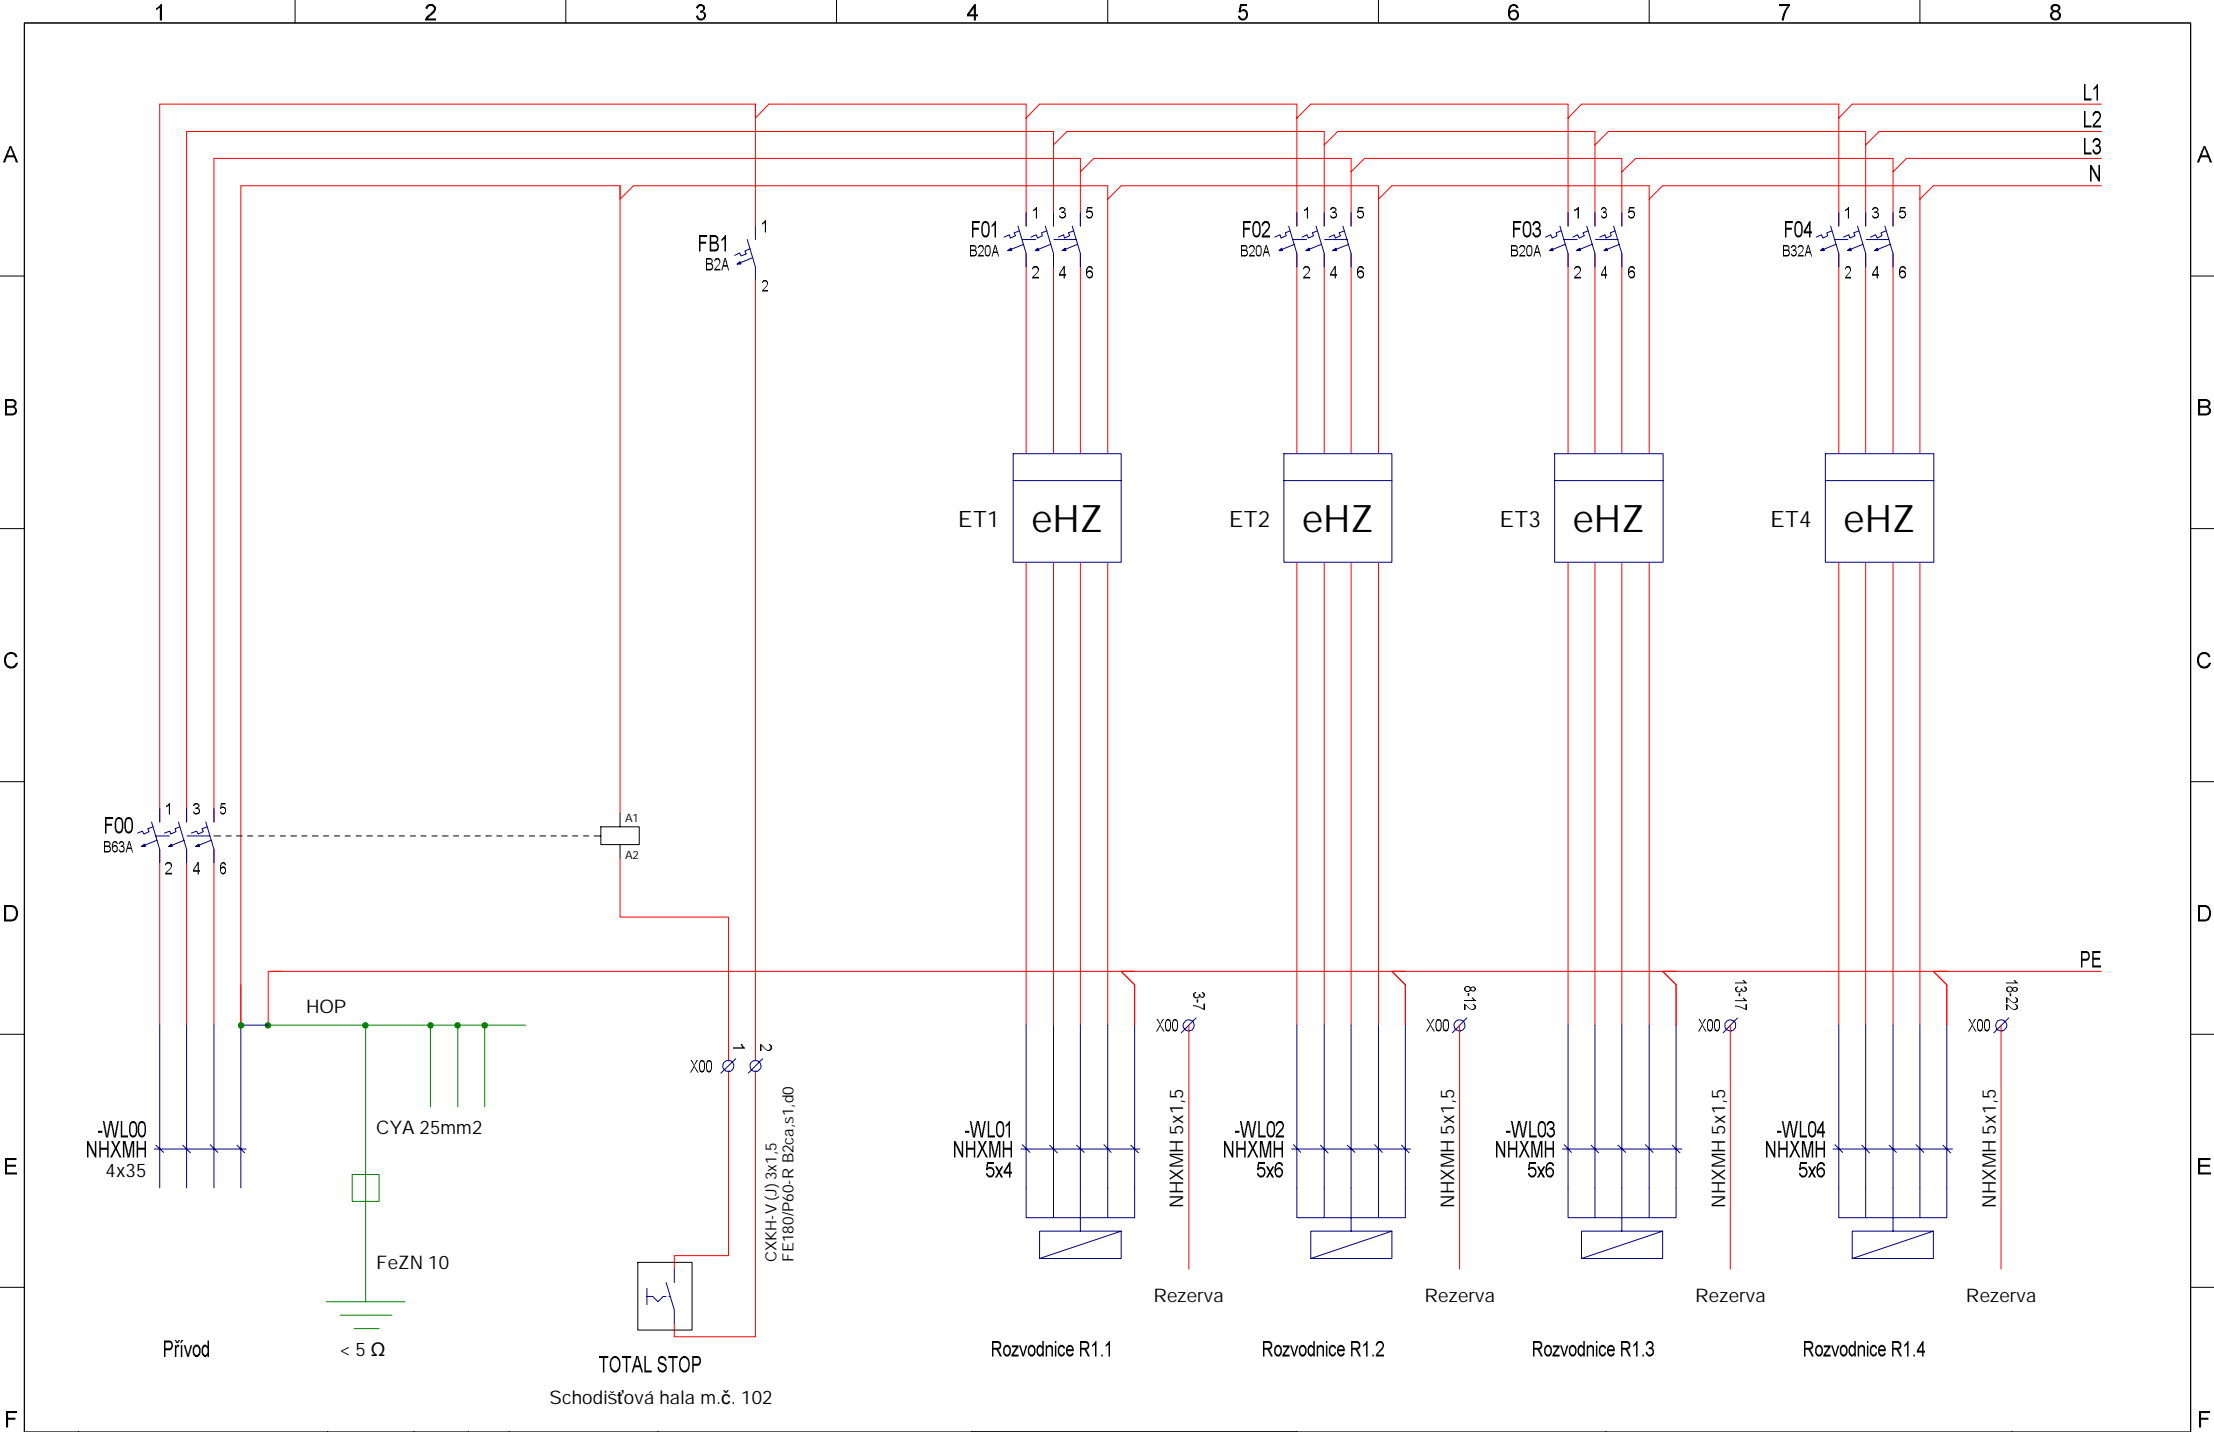 1 2 3 4 5 6 7 8
L1
L2
A L3 A
N
FB1
B2A
1
2
F01
B20A
1 3 5
2 4 6
F02
B20A
1 3 5
2 4 6
F03
B20A
1 3 5
2 4 6
F04
B32A
1 3 5
2 4 6
B B
ET1 eHZ
ET2 eHZ
ET3 eHZ
ET4 eHZ
C C
F00
B63A
1 3 5
2 4 6
A1
A2
D D
PE
HOP
X00 3-7
X00 8-12
X00 13-17
X00 18-22
X00 1 2
-WL00
NHXMH
4x35
CYA 25mm2
CXKH-V (J) 3x1,5
FE180/P60-R B2ca,s1,d0
-WL01
NHXMH
5x4
NHXMH 5x1,5
-WL02
NHXMH
5x6
NHXMH 5x1,5
-WL03
NHXMH
5x6
NHXMH 5x1,5
-WL04
NHXMH
5x6
NHXMH 5x1,5
E E
FeZN 10
Rezerva Rezerva Rezerva Rezerva
Přívod
< 5 Ω
TOTAL STOP
Schodišťová hala m.č. 102
Rozvodnice R1.1
Rozvodnice R1.2
Rozvodnice R1.3
Rozvodnice R1.4
F F